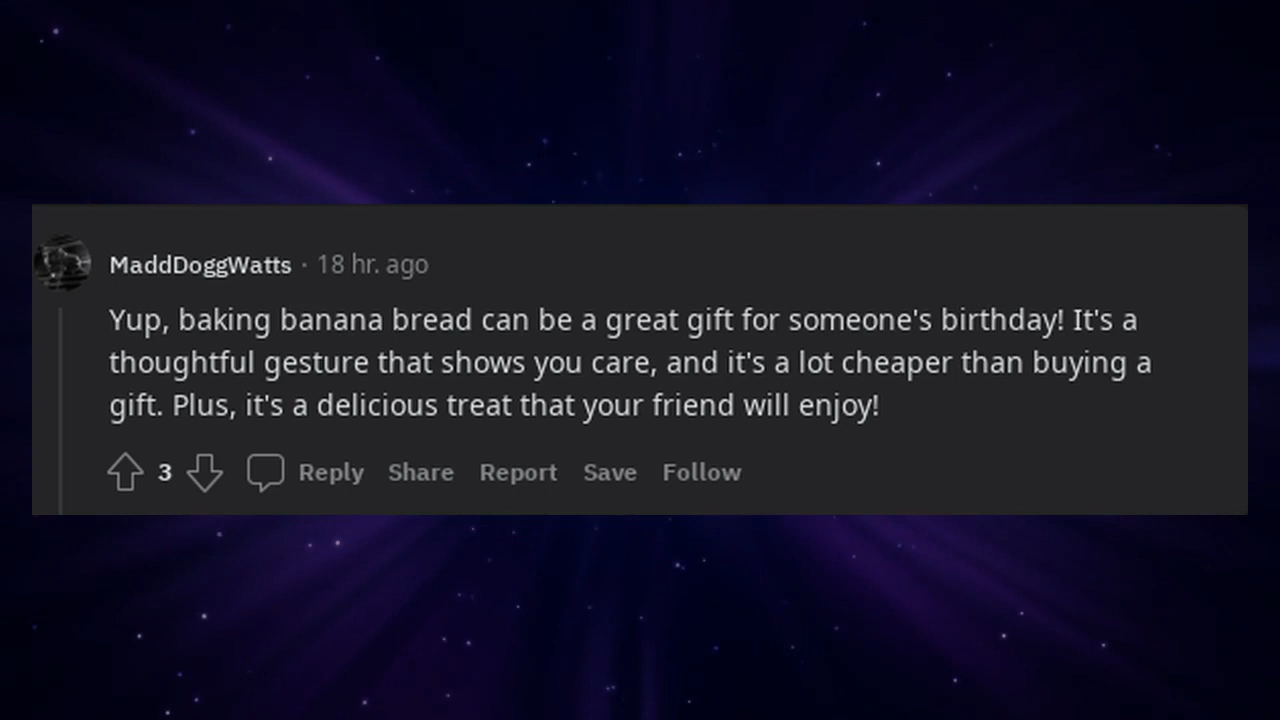 MaddDoggWatts · 18 hr. ago
Yup, baking banana bread can be a great gift for someone's birthday! It's a
thoughtful gesture that shows you care, and it's a lot cheaper than buying a
gift. Plus, it's a delicious treat that your friend will enjoy!
3 Reply Share Report Save Follow